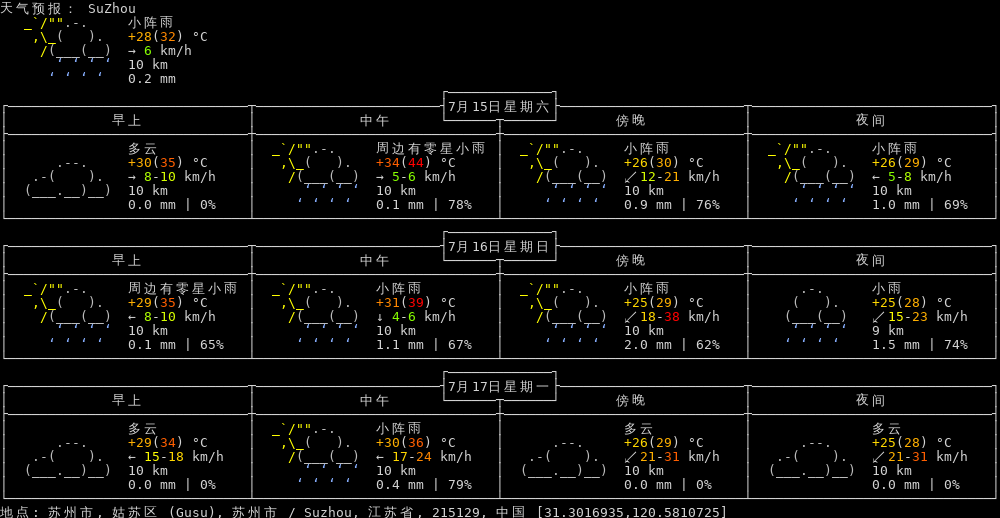 天气预报: SuZhou
小阵雨
+28(32) °C
→ 6 km/h
10 km
0.2 mm
7月15日星期六
早上 中午 傍晚 夜间
多云 周边有零星小雨 小阵雨 小阵雨
+30(35) °C +34(44) °C +26(30) °C +26(29) °C
→ 8-10 km/h → 5-6 km/h ↙ 12-21 km/h ← 5-8 km/h
10 km 10 km 10 km 10 km
0.0 mm | 0% 0.1 mm | 78% 0.9 mm | 76% 1.0 mm | 69%
7月16日星期日
早上 中午 傍晚 夜间
周边有零星小雨 小阵雨 小阵雨 小雨
+29(35) °C +31(39) °C +25(29) °C +25(28) °C
← 8-10 km/h ↓ 4-6 km/h ↙ 18-38 km/h ↙ 15-23 km/h
10 km 10 km 10 km 9 km
0.1 mm | 65% 1.1 mm | 67% 2.0 mm | 62% 1.5 mm | 74%
7月17日星期一
早上 中午 傍晚 夜间
多云 小阵雨 多云 多云
+29(34) °C +30(36) °C +26(29) °C +25(28) °C
← 15-18 km/h ← 17-24 km/h ↙ 21-31 km/h ↙ 21-31 km/h
10 km 10 km 10 km 10 km
0.0 mm | 0% 0.4 mm | 79% 0.0 mm | 0% 0.0 mm | 0%
地点: 苏州市, 姑苏区 (Gusu), 苏州市 / Suzhou, 江苏省, 215129, 中国 [31.3016935,120.5810725]